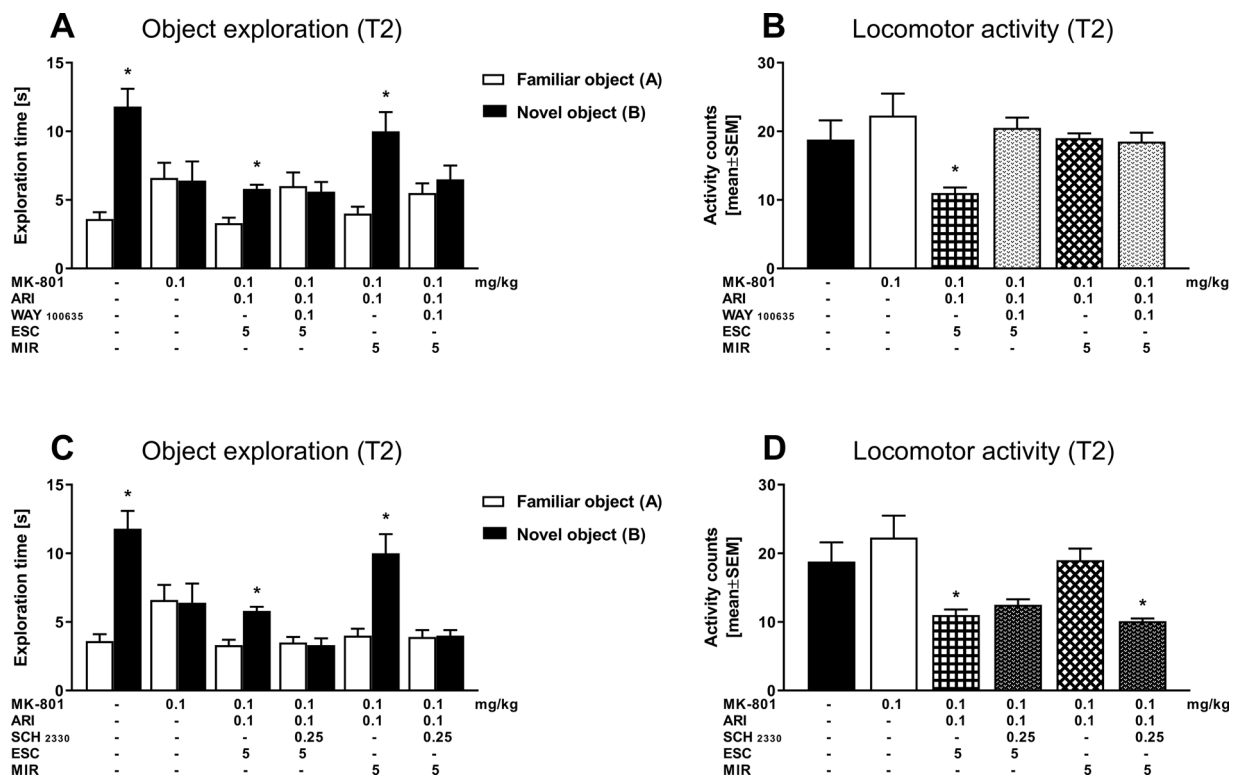 A Object exploration (T2)
Exploration time [s]
15
10
5
0
* * *
Familiar object (A)
Novel object (B)
MK-801 - 0.1 0.1 0.1 0.1 0.1 mg/kg
ARI - - 0.1 0.1 0.1 0.1
WAY 100635 - - - 0.1 - 0.1
ESC - - 5 5 - -
MIR - - - - 5 5
B Locomotor activity (T2)
Activity counts
[mean±SEM]
30
20
10
0
*
MK-801 - 0.1 0.1 0.1 0.1 0.1
ARI - - 0.1 0.1 0.1 0.1
WAY 100635 - - - 0.1 - 0.1
ESC - - 5 5 - -
MIR - - - - 5 5
C Object exploration (T2)
Exploration time [s]
15
10
5
0
* * *
Familiar object (A)
Novel object (B)
MK-801 - 0.1 0.1 0.1 0.1 0.1 mg/kg
ARI - - 0.1 0.1 0.1 0.1
SCH 2330 - - - 0.25 - 0.25
ESC - - 5 5 - -
MIR - - - - 5 5
D Locomotor activity (T2)
Activity counts
[mean±SEM]
30
20
10
0
* *
MK-801 - 0.1 0.1 0.1 0.1 0.1
ARI - - 0.1 0.1 0.1 0.1
SCH 2330 - - - 0.25 - 0.25
ESC - - 5 5 - -
MIR - - - - 5 5